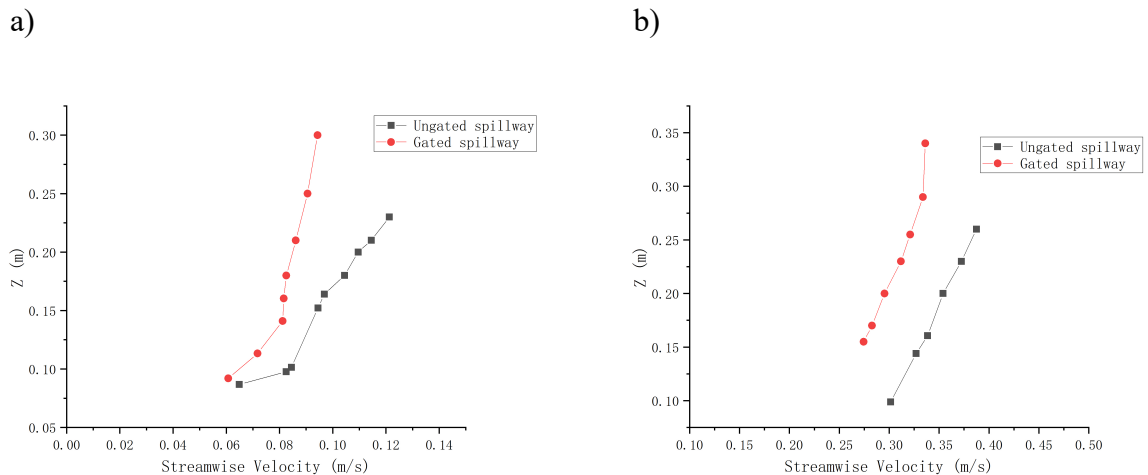 a)
b)
0.30
0.25
0.20
0.15
0.10
0.05
Z (m)
Ungated spillway
Gated spillway
0.00 0.02 0.04 0.06 0.08 0.10 0.12 0.14
Streamwise Velocity (m/s)
0.35
0.30
0.25
0.20
0.15
0.10
Z (m)
Ungated spillway
Gated spillway
0.10 0.15 0.20 0.25 0.30 0.35 0.40 0.45 0.50
Streamwise Velocity (m/s)